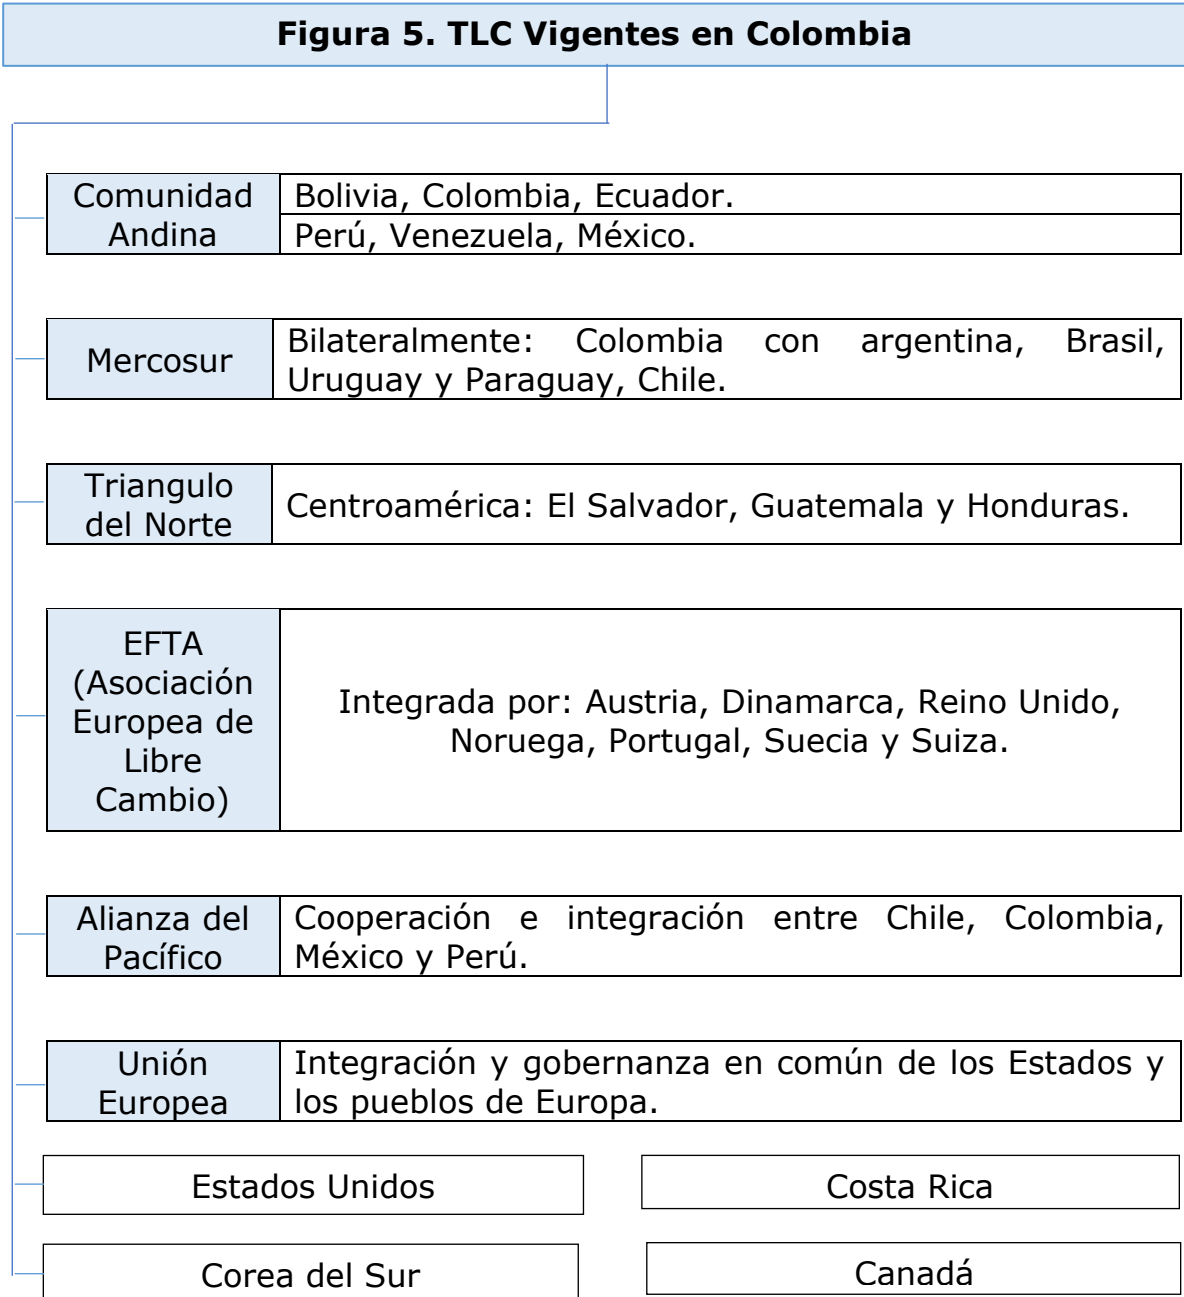 Figura 5. TLC Vigentes en Colombia
Comunidad
Andina
Bolivia, Colombia, Ecuador.
Perú, Venezuela, México.
Mercosur
Bilateralmente: Colombia con argentina, Brasil,
Uruguay y Paraguay, Chile.
Triangulo
del Norte
Centroamérica: El Salvador, Guatemala y Honduras.
EFTA
(Asociación
Europea de
Libre
Cambio)
Integrada por: Austria, Dinamarca, Reino Unido,
Noruega, Portugal, Suecia y Suiza.
Alianza del
Pacífico
Cooperación e integración entre Chile, Colombia,
México y Perú.
Unión
Europea
Integración y gobernanza en común de los Estados y
los pueblos de Europa.
Estados Unidos
Costa Rica
Corea del Sur
Canadá